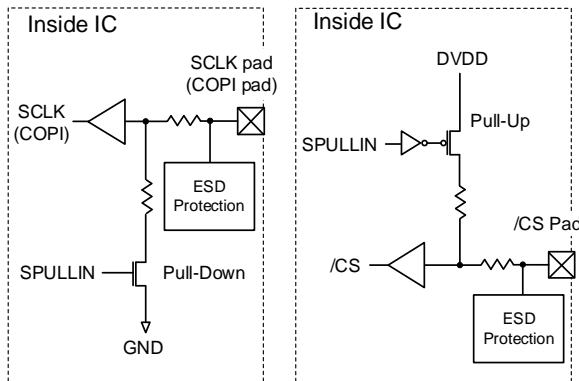 Inside IC
SCLK pad
(COPI pad)
SCLK
(COPI)
ESD
Protection
SPULLIN
Pull-Down
GND
Inside IC
DVDD
Pull-Up
SPULLIN
/CS Pad
/CS
ESD
Protection